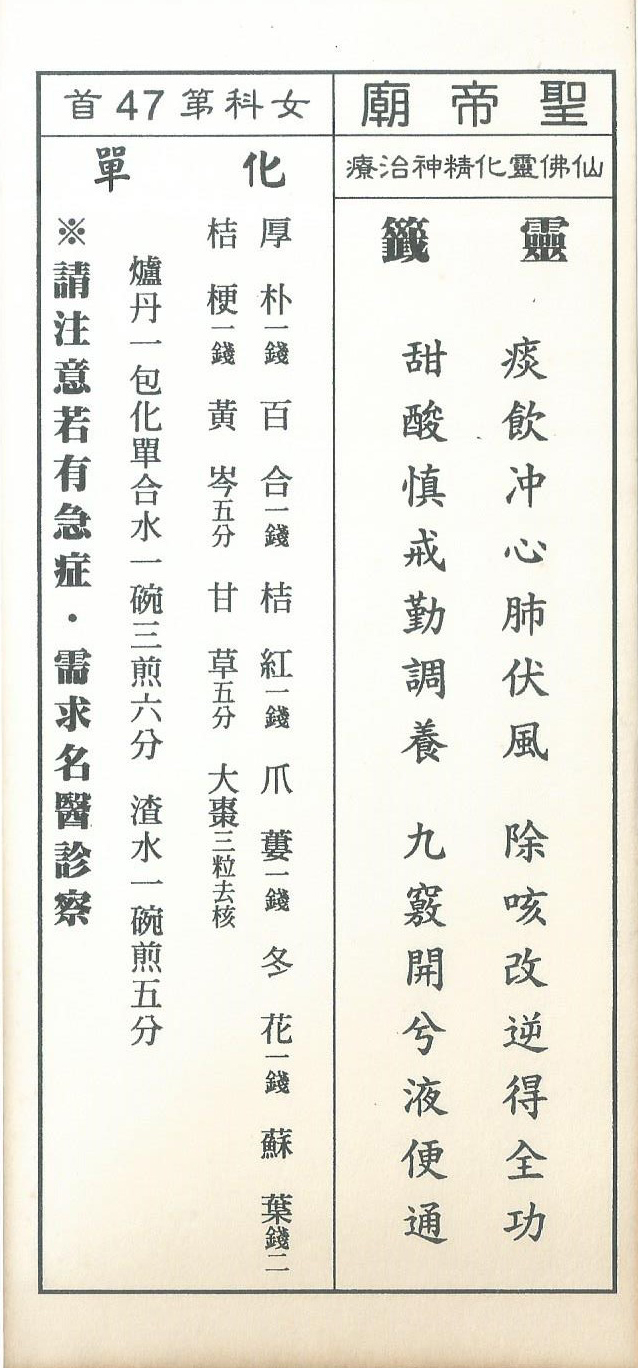 聖帝廟
仙佛靈化精神治療
靈籤
痰飲冲心肺伏風　除咳改逆得全功
甜酸慎戒勤調養　九竅開兮液便通
女科第47首
化單
厚朴一錢 百合一錢 桔紅一錢 爪蔞一錢 冬花一錢 蘇葉錢二
桔梗一錢 黃岑五分 甘草五分 大棗三粒去核
爐丹一包化單合水一碗三煎六分　渣水一碗煎五分
※請注意若有急症・需求名醫診察